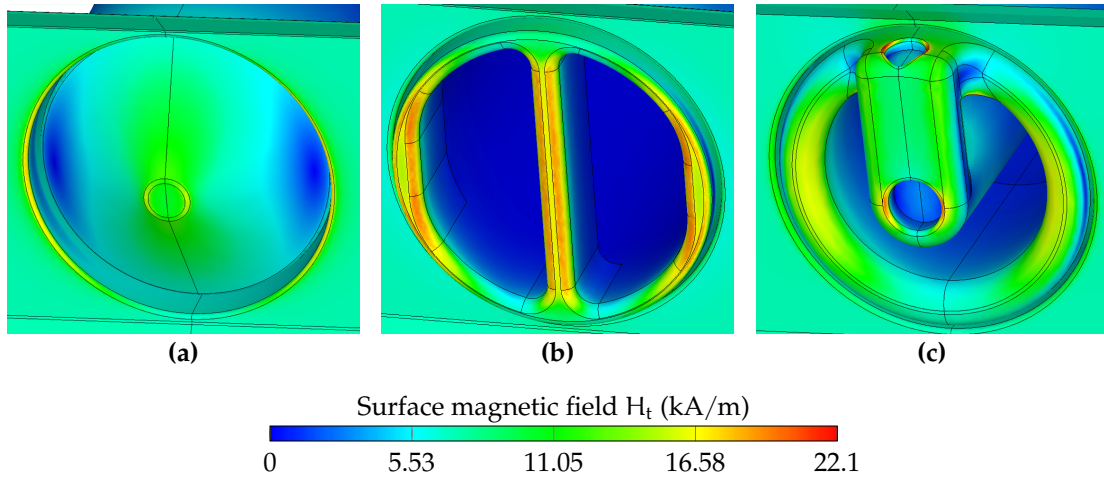 (a)
(b)
(c)
Surface magnetic field Hₜ (kA/m)
0
5.53
11.05
16.58
22.1